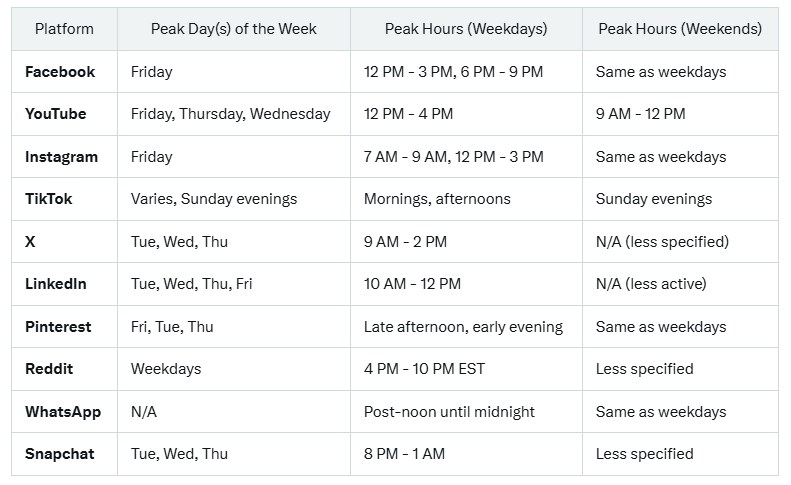 Platform Peak Day(s) of the Week Peak Hours (Weekdays) Peak Hours (Weekends)
Facebook Friday 12 PM - 3 PM, 6 PM - 9 PM Same as weekdays
YouTube Friday, Thursday, Wednesday 12 PM - 4 PM 9 AM - 12 PM
Instagram Friday 7 AM - 9 AM, 12 PM - 3 PM Same as weekdays
TikTok Varies, Sunday evenings Mornings, afternoons Sunday evenings
X Tue, Wed, Thu 9 AM - 2 PM N/A (less specified)
LinkedIn Tue, Wed, Thu, Fri 10 AM - 12 PM N/A (less active)
Pinterest Fri, Tue, Thu Late afternoon, early evening Same as weekdays
Reddit Weekdays 4 PM - 10 PM EST Less specified
WhatsApp N/A Post-noon until midnight Same as weekdays
Snapchat Tue, Wed, Thu 8 PM - 1 AM Less specified